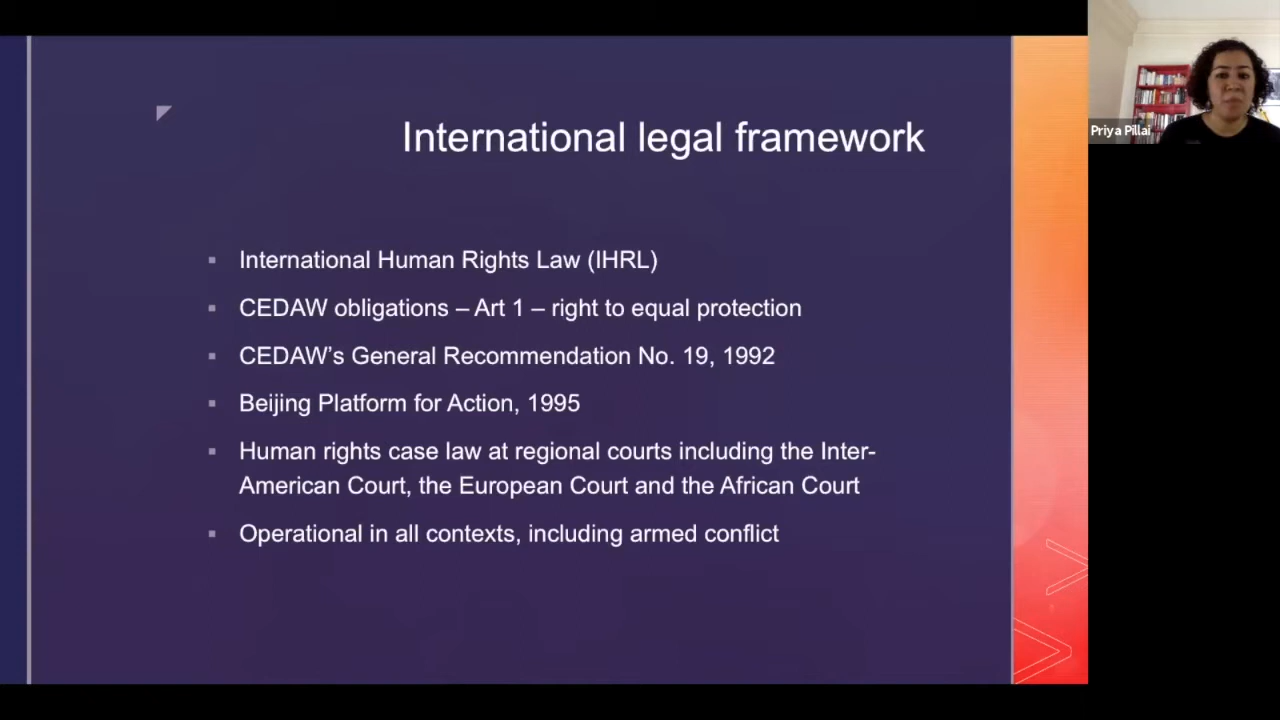 International legal framework
International Human Rights Law (IHRL)
CEDAW obligations – Art 1 – right to equal protection
CEDAW’s General Recommendation No. 19, 1992
Beijing Platform for Action, 1995
Human rights case law at regional courts including the Inter-
American Court, the European Court and the African Court
Operational in all contexts, including armed conflict
Priya Pillai